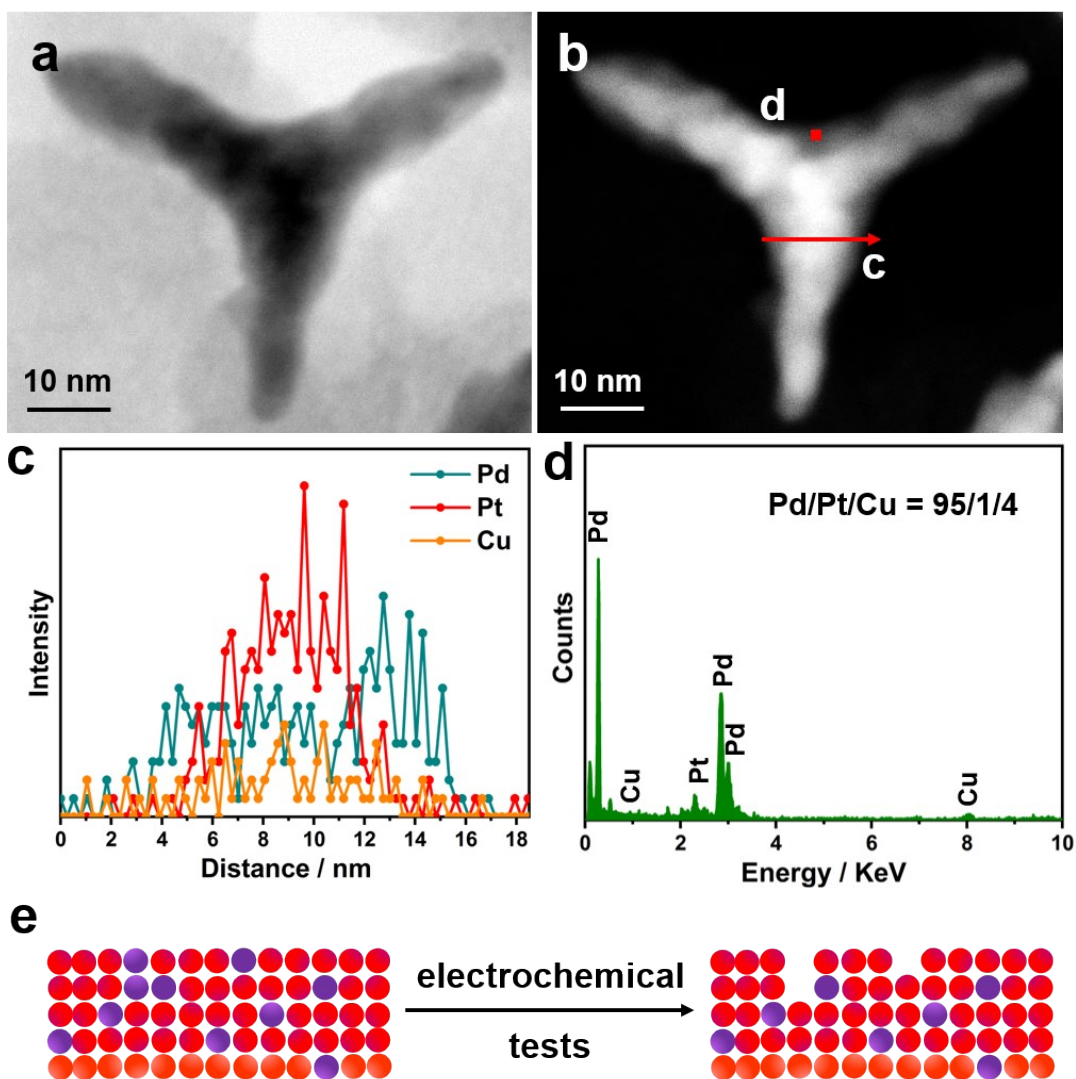 a
b
d
c
10 nm
10 nm
c
Pd
Pt
Cu
Intensity
0 2 4 6 8 10 12 14 16 18
Distance / nm
d
Pd/Pt/Cu = 95/1/4
Pd
Cu
Pt
Pd
Pd
Cu
Counts
0 2 4 6 8 10
Energy / KeV
e
electrochemical
tests